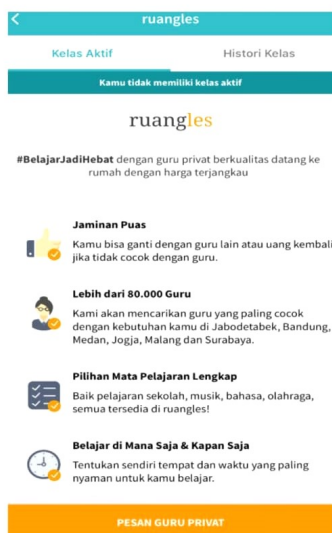 ruangles
Kelas Aktif
Histori Kelas
Kamu tidak memiliki kelas aktif
ruangles
#BelajarJadiHebat dengan guru privat berkualitas datang ke
rumah dengan harga terjangkau
Jaminan Puas
Kamu bisa ganti dengan guru lain atau uang kembali
jika tidak cocok dengan guru.
Lebih dari 80.000 Guru
Kami akan mencarikan guru yang paling cocok
dengan kebutuhan kamu di Jabodetabek, Bandung,
Medan, Jogja, Malang dan Surabaya.
Pilihan Mata Pelajaran Lengkap
Baik pelajaran sekolah, musik, bahasa, olahraga,
semua tersedia di ruangles!
Belajar di Mana Saja & Kapan Saja
Tentukan sendiri tempat dan waktu yang paling
nyaman untuk kamu belajar.
PESAN GURU PRIVAT